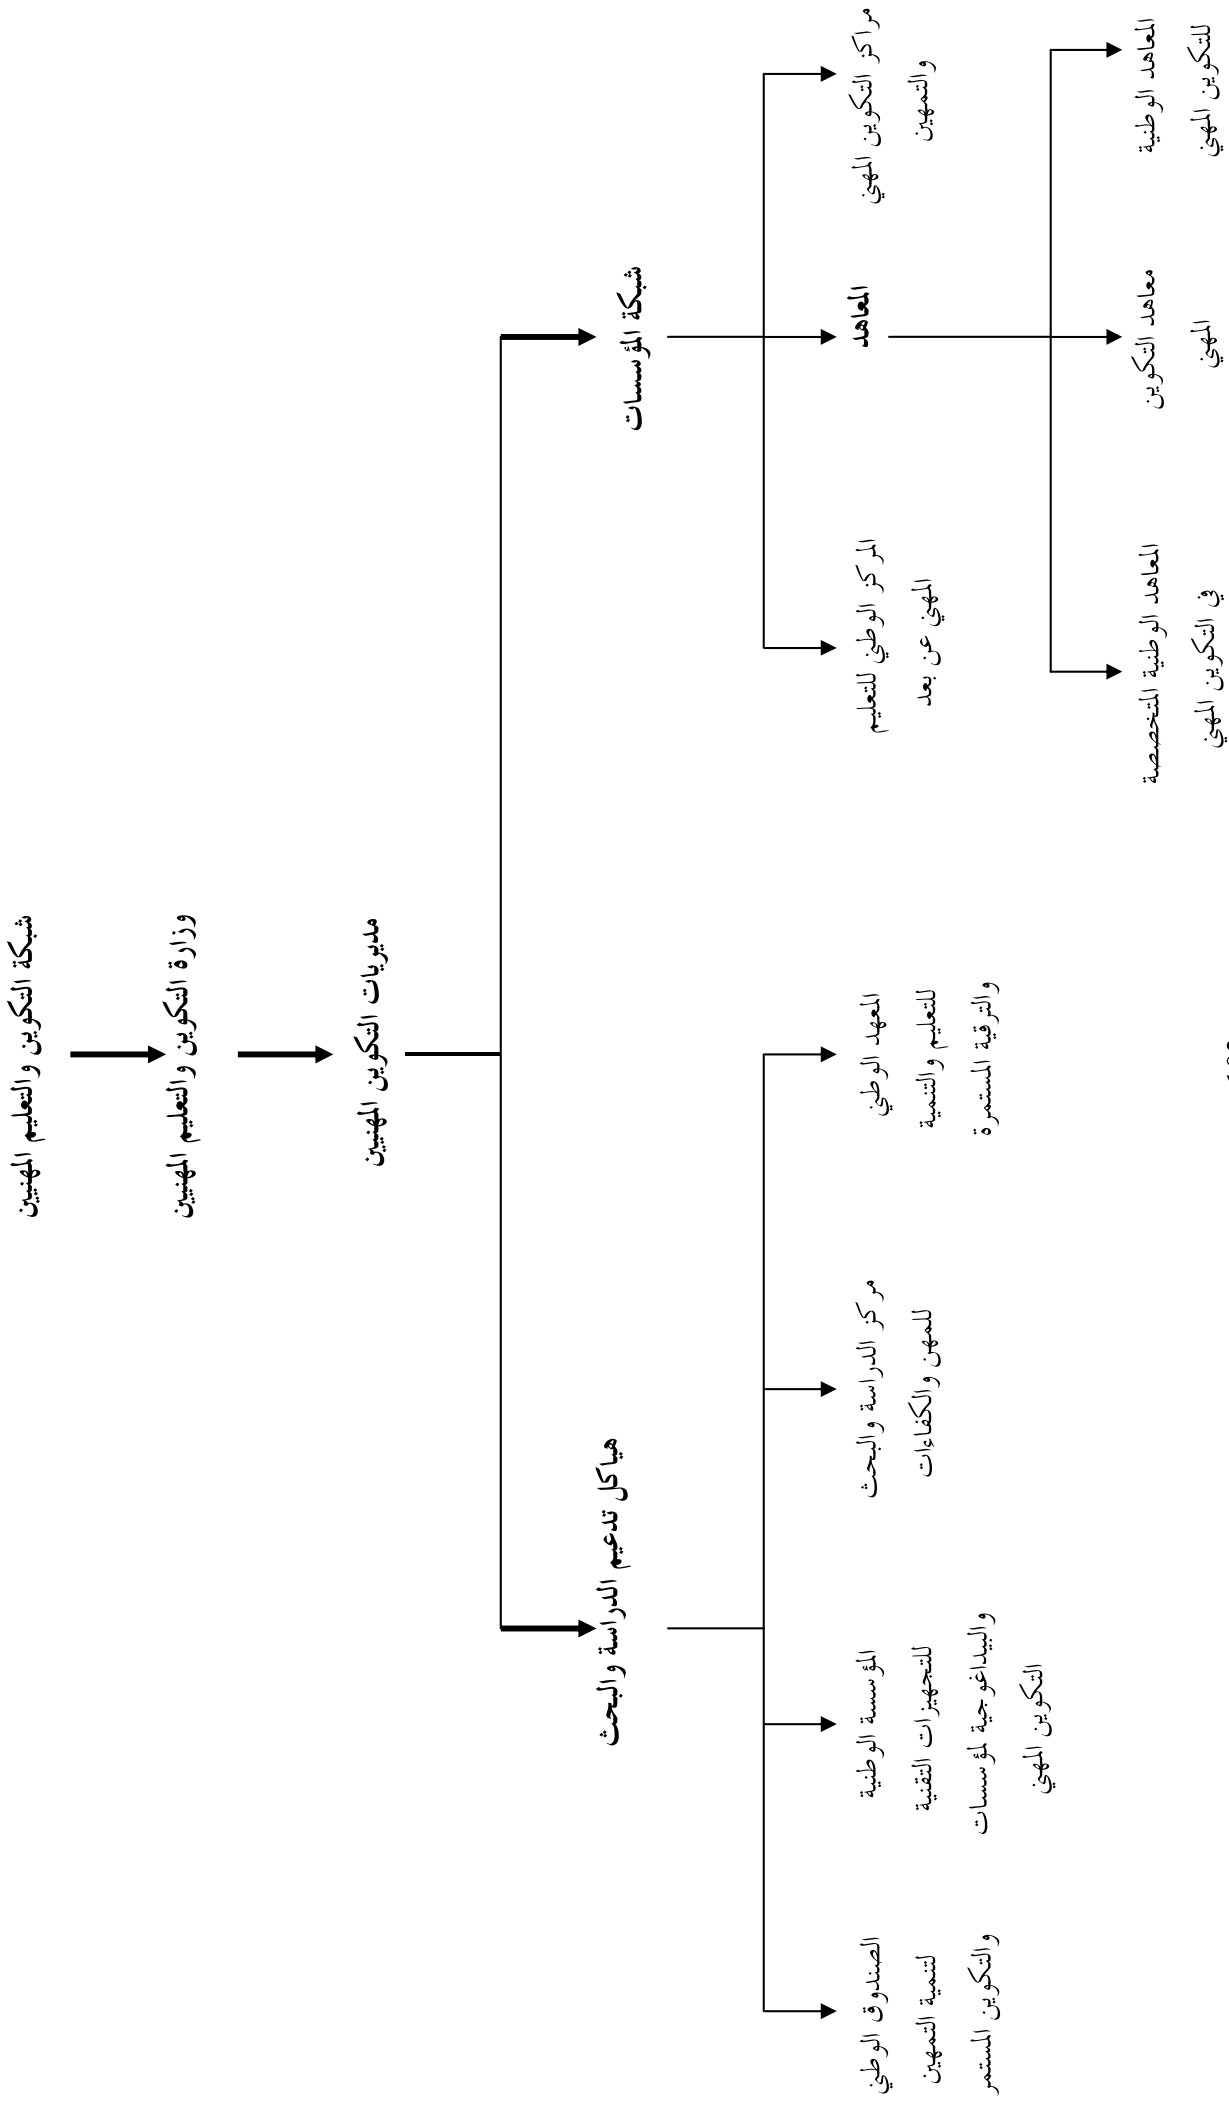 شبكة التكوين والتعليم المهنيين
وزارة التكوين والتعليم المهنيين
مديريات التكوين المهنيين
شبكة المؤسسات
هياكل تدعيم الدراسة والبحث
مراكز التكوين المهني
والتمهين
المعاهد
المركز الوطني للتعليم
المهني عن بعد
المعاهد الوطنية
للتكوين المهني
معاهد التكوين
المهني
المعاهد الوطنية المتخصصة
في التكوين المهني
المعهد الوطني
للتعليم والتنمية
والترقية المستمرة
مركز الدراسة والبحث
للمهن والكفاءات
المؤسسة الوطنية
للتجهيزات التقنية
والبيداغوجية لمؤسسات
التكوين المهني
الصندوق الوطني
لتنمية التمهين
والتكوين المستمر